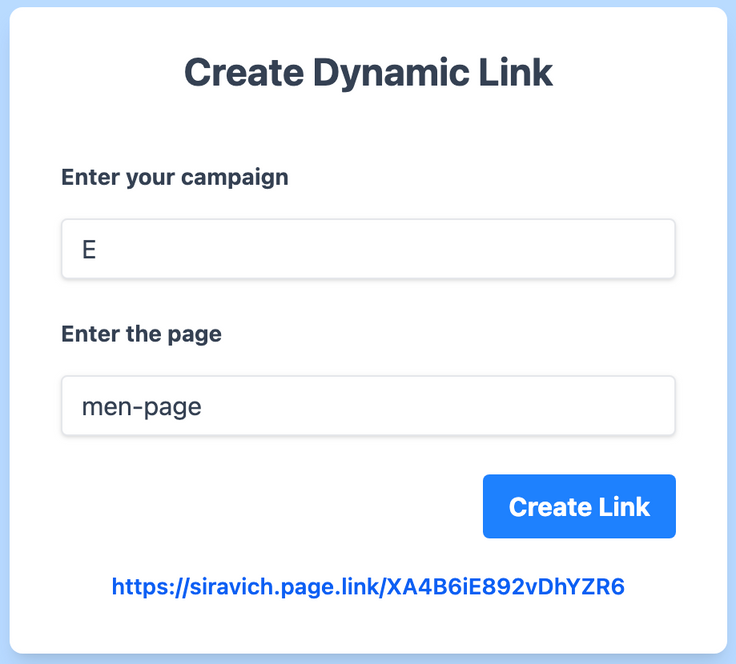 Create Dynamic Link
Enter your campaign
E
Enter the page
men-page
Create Link
https://siravich.page.link/XA4B6iE892vDhYZR6